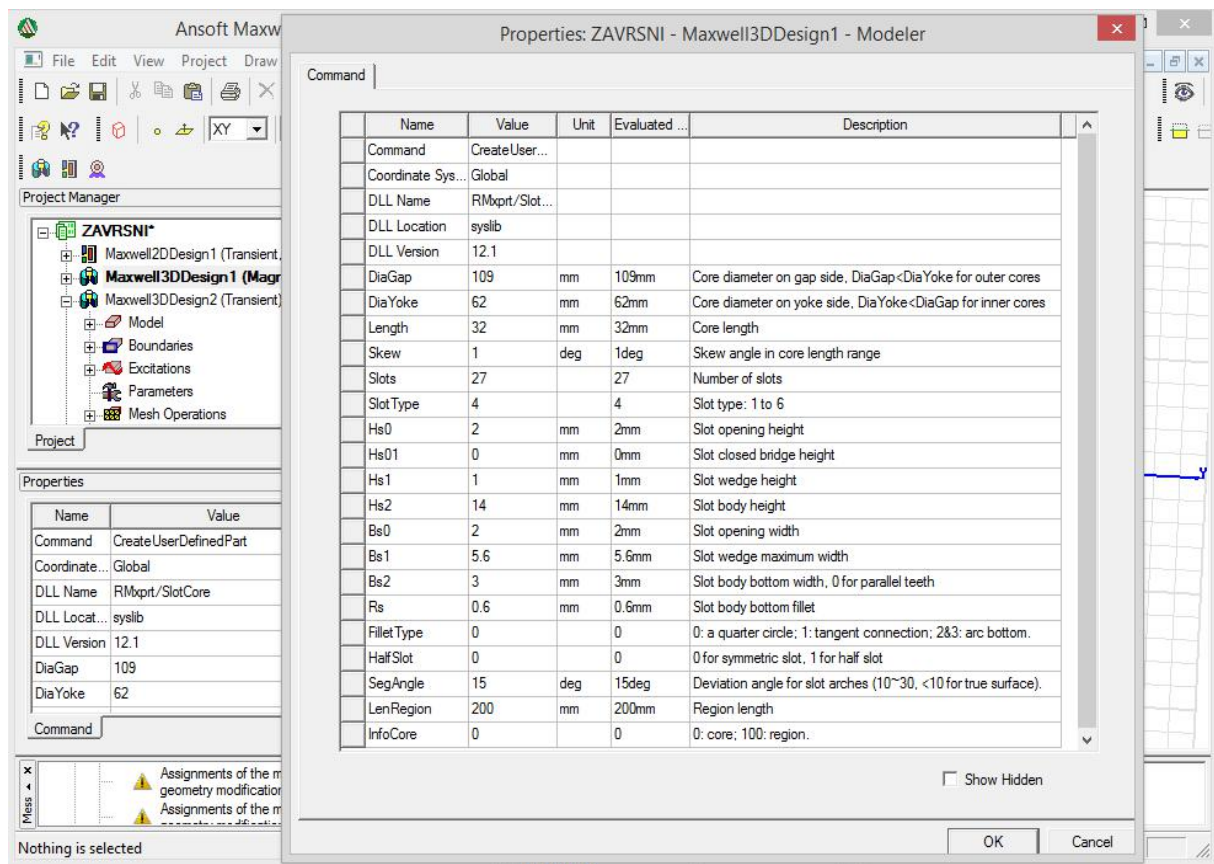 Ansoft Maxw
File Edit View Project Draw
XY
Project Manager
ZAVRSNI*
Maxwell2DDesign1 (Transient,
Maxwell3DDesign1 (Magr
Maxwell3DDesign2 (Transient)
Model
Boundaries
Excitations
Parameters
Mesh Operations
Project
Properties
Name Value
Command CreateUserDefinedPart
Coordinate... Global
DLL Name RMxprt/SlotCore
DLL Locat... syslib
DLL Version 12.1
DiaGap 109
DiaYoke 62
Command
Mess
Assignments of the m
geometry modification
Assignments of the m
Nothing is selected
Properties: ZAVRSNI - Maxwell3DDesign1 - Modeler
Command
Name Value Unit Evaluated ... Description
Command CreateUser...
Coordinate Sys... Global
DLL Name RMxprt/Slot...
DLL Location syslib
DLL Version 12.1
DiaGap 109 mm 109mm Core diameter on gap side, DiaGap<DiaYoke for outer cores
DiaYoke 62 mm 62mm Core diameter on yoke side, DiaYoke<DiaGap for inner cores
Length 32 mm 32mm Core length
Skew 1 deg 1deg Skew angle in core length range
Slots 27 27 Number of slots
SlotType 4 4 Slot type: 1 to 6
Hs0 2 mm 2mm Slot opening height
Hs01 0 mm 0mm Slot closed bridge height
Hs1 1 mm 1mm Slot wedge height
Hs2 14 mm 14mm Slot body height
Bs0 2 mm 2mm Slot opening width
Bs1 5.6 mm 5.6mm Slot wedge maximum width
Bs2 3 mm 3mm Slot body bottom width, 0 for parallel teeth
Rs 0.6 mm 0.6mm Slot body bottom fillet
FilletType 0 0 0: a quarter circle; 1: tangent connection; 2&3: arc bottom.
HalfSlot 0 0 0 for symmetric slot, 1 for half slot
SegAngle 15 deg 15deg Deviation angle for slot arches (10~30, <10 for true surface).
LenRegion 200 mm 200mm Region length
InfoCore 0 0 0: core; 100: region.
Show Hidden
OK Cancel
Y